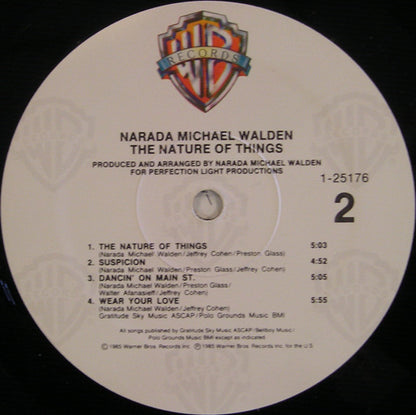 WB
RECORDS
NARADA MICHAEL WALDEN
THE NATURE OF THINGS
PRODUCED AND ARRANGED BY NARADA MICHAEL WALDEN
FOR PERFECTION LIGHT PRODUCTIONS
1-25176
2
1. THE NATURE OF THINGS 5:03
(Narada Michael Walden/Jeffrey Cohen/Preston Glass)
2. SUSPICION 4:52
(Narada Michael Walden/Preston Glass/Jeffrey Cohen)
3. DANCIN' ON MAIN ST. 5:05
(Narada Michael Walden/Preston Glass/
Walter Afanasieff/Jeffrey Cohen)
4. WEAR YOUR LOVE 5:55
(Narada Michael Walden/Jeffrey Cohen)
Gratitude Sky Music ASCAP/Polo Grounds Music BMI
All songs published by Gratitude Sky Music ASCAP/Bellboy Music/
Polo Grounds Music BMI except as indicated.
©1985 Warner Bros. Records Inc. ℗1985 Warner Bros. Records Inc. for the U.S.